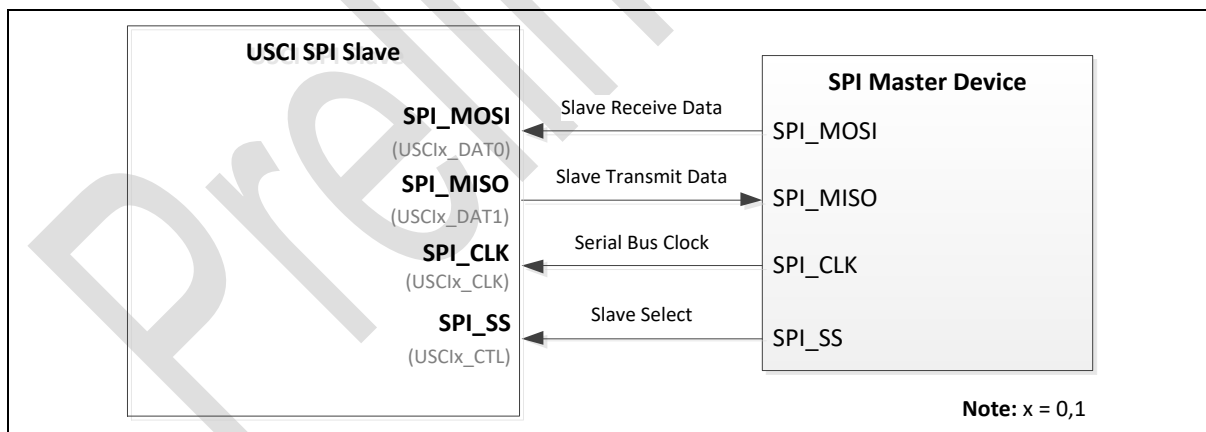 USCI SPI Slave
SPI_MOSI
(USCIx_DAT0)
SPI_MISO
(USCIx_DAT1)
SPI_CLK
(USCIx_CLK)
SPI_SS
(USCIx_CTL)
Slave Receive Data
Slave Transmit Data
Serial Bus Clock
Slave Select
SPI Master Device
SPI_MOSI
SPI_MISO
SPI_CLK
SPI_SS
Note: x = 0,1